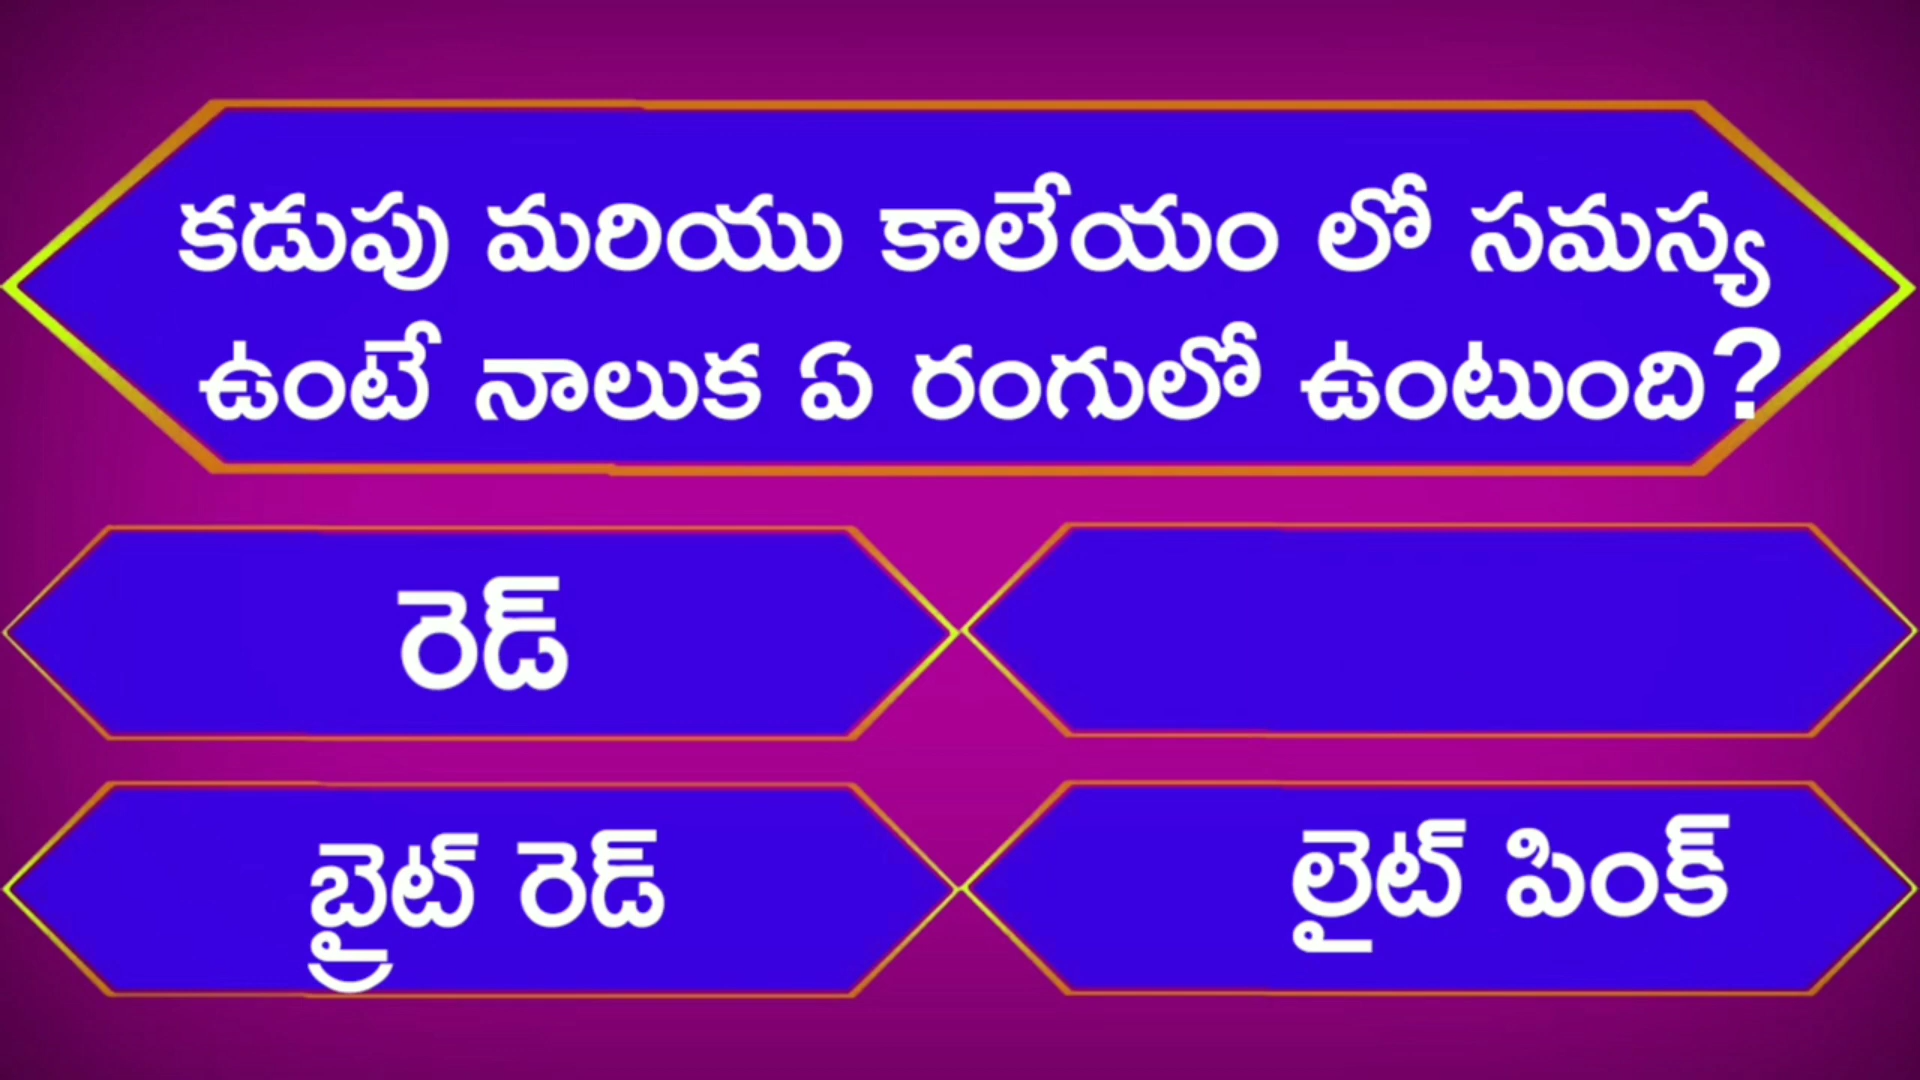 కడుపు మరియు కాలేయం లో సమస్య
ఉంటే నాలుక ఏ రంగులో ఉంటుంది?
రెడ్
బ్రైట్ రెడ్
లైట్ పింక్